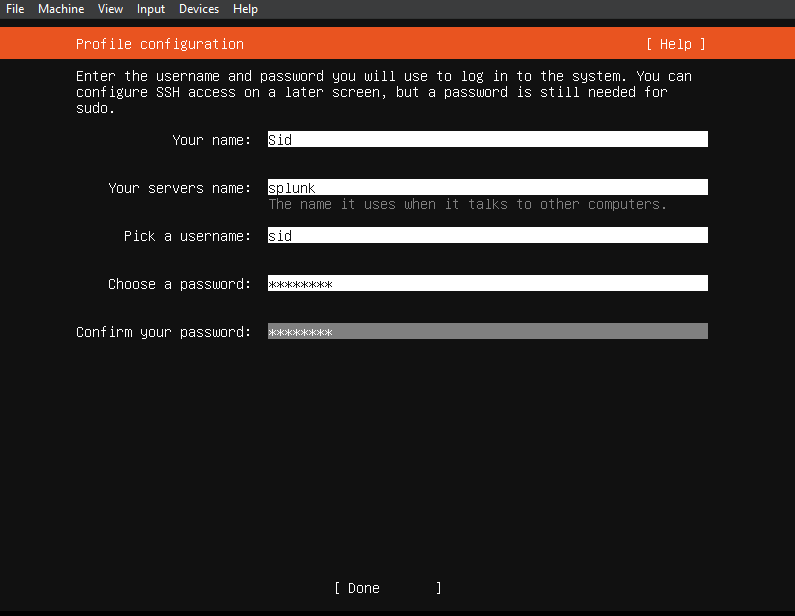 File Machine View Input Devices Help
Profile configuration [ Help ]
Enter the username and password you will use to log in to the system. You can
configure SSH access on a later screen, but a password is still needed for
sudo.
Your name: Sid
Your servers name: splunk
The name it uses when it talks to other computers.
Pick a username: sid
Choose a password: ********
Confirm your password: ********
[ Done ]